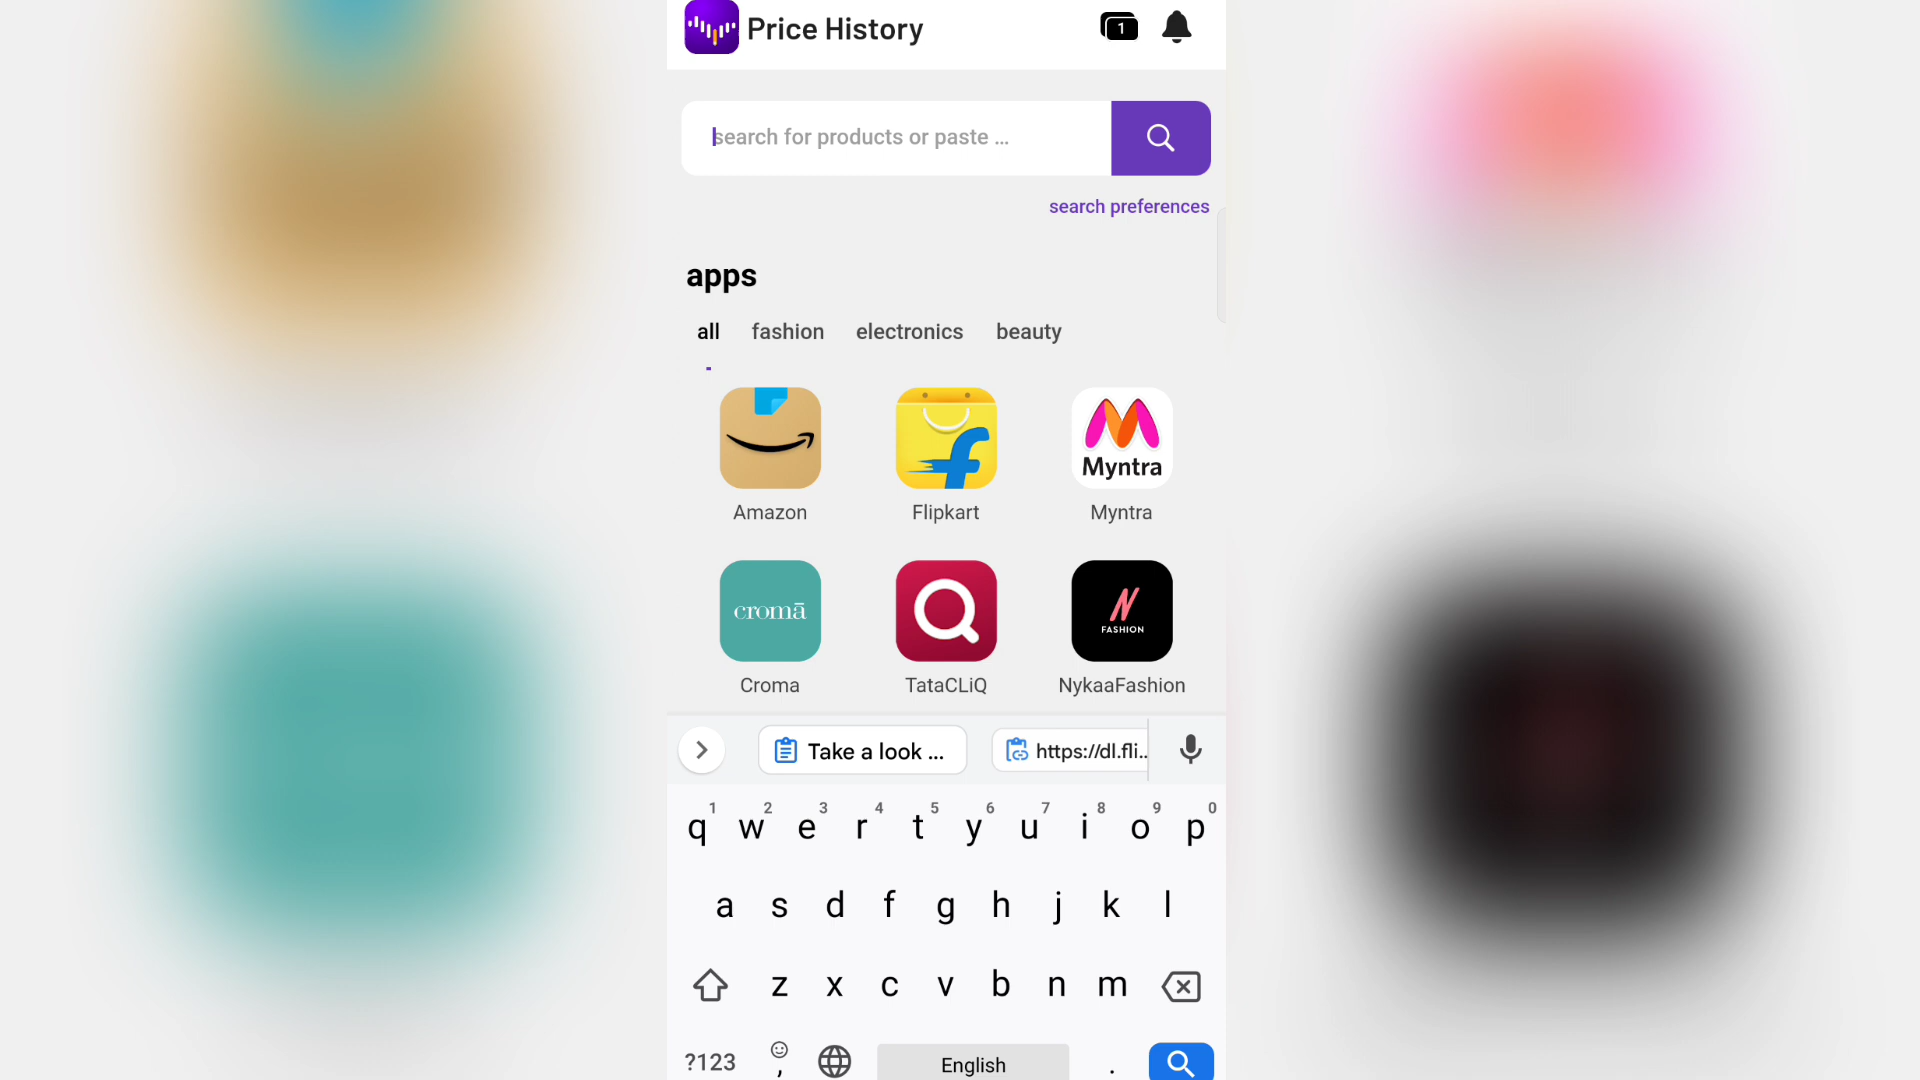 Price History
1
search for products or paste ...
search preferences
apps
all fashion electronics beauty
Myntra
Amazon Flipkart Myntra
cromā
N
FASHION
Croma TataCLiQ NykaaFashion
Take a look ... https://dl.fli..
1 2 3 4 5 6 7 8 9 0
q w e r t y u i o p
a s d f g h j k l
z x c v b n m
?123 , English .